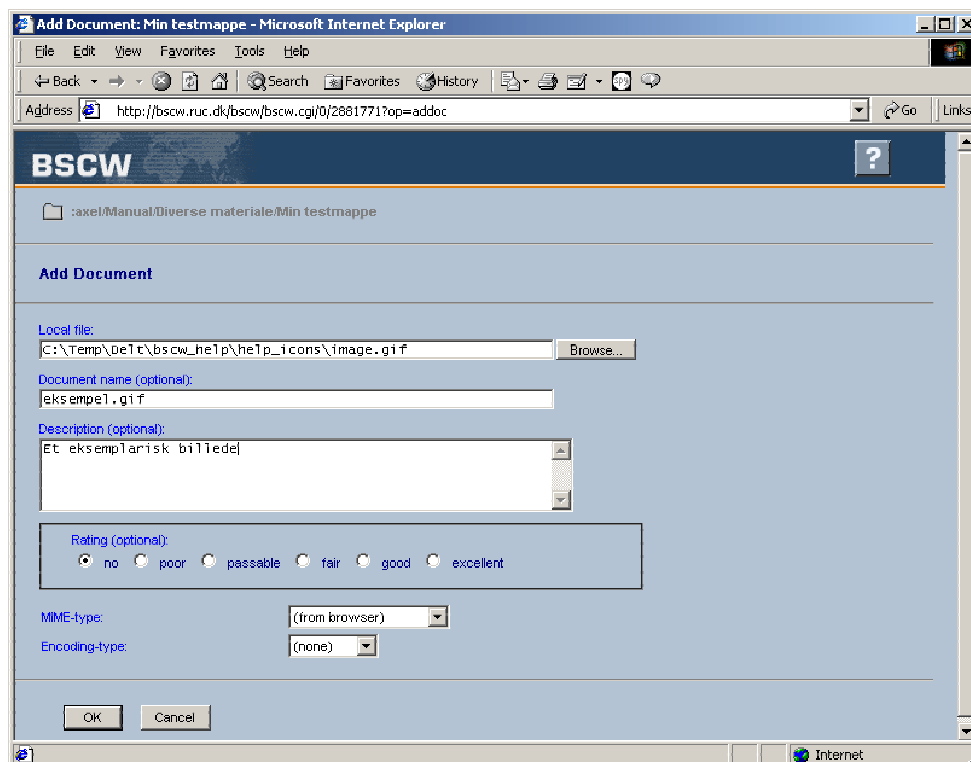 Add Document: Min testmappe - Microsoft Internet Explorer
File Edit View Favorites Tools Help
Back Search Favorites History
Address http://bscw.ruc.dk/bscw/bscw.cgi/0/2881771?op=addoc Go Links
BSCW ?
:axel/Manual/Diverse materiale/Min testmappe
Add Document
Local file:
C:\Temp\Delt\bscw_help\help_icons\image.gif Browse...
Document name (optional):
eksempel.gif
Description (optional):
Et eksemplarisk billede
Rating (optional):
no poor passable fair good excellent
MIME-type: (from browser)
Encoding-type: (none)
OK Cancel
Internet